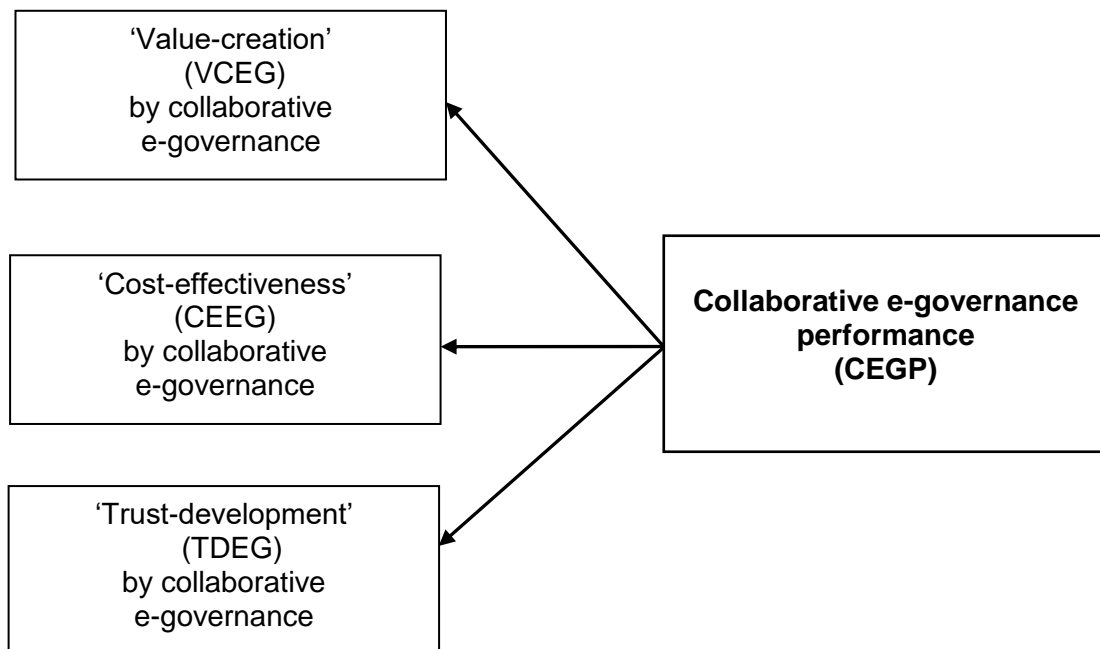 ‘Value-creation’
(VCEG)
by collaborative
e-governance
‘Cost-effectiveness’
(CEEG)
by collaborative
e-governance
Collaborative e-governance
performance
(CEGP)
‘Trust-development’
(TDEG)
by collaborative
e-governance